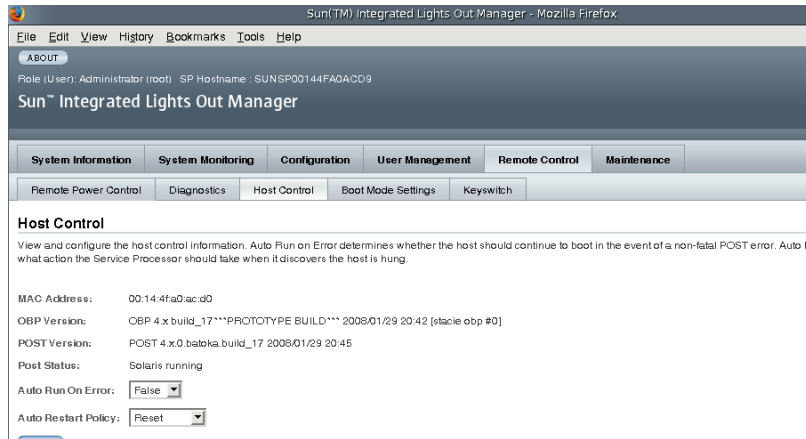 Sun(TM) Integrated Lights Out Manager - Mozilla Firefox
File Edit View History Bookmarks Tools Help
ABOUT
Role (User): Administrator (root) SP Hostname : SUNSP00144FA0ACD9
Sun™ Integrated Lights Out Manager
System Information System Monitoring Configuration User Management Remote Control Maintenance
Remote Power Control Diagnostics Host Control Boot Mode Settings Keyswitch
Host Control
View and configure the host control information. Auto Run on Error determines whether the host should continue to boot in the event of a non-fatal POST error. Auto
what action the Service Processor should take when it discovers the host is hung.
MAC Address: 00:14:4f:a0:ac:d0
OBP Version: OBP 4.x build_17***PROTOTYPE BUILD*** 2008/01/29 20:42 [stacie obp #0]
POST Version: POST 4.x.0.batoka.build_17 2008/01/29 20:45
Post Status: Solaris running
Auto Run On Error: False
Auto Restart Policy: Reset